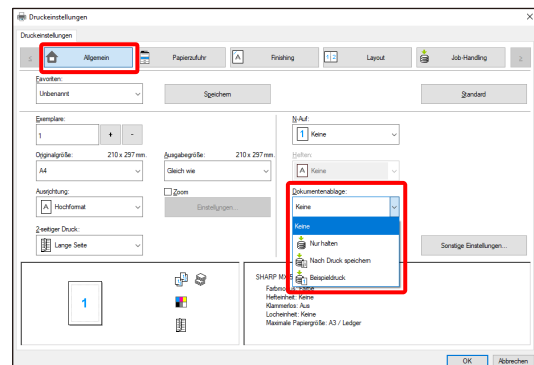 Druckeinstellungen
Druckeinstellungen
Allgemein
Papierzufuhr
Finishing
Layout
Job-Handling
Favoriten:
Unbenannt
Speichern
Standard
Exemplare:
1
+ -
N-Auf:
1 Keine
Originalgröße: 210 x 297 mm.
Ausgabegröße: 210 x 297 mm.
Heften:
A4
Gleich wie
A Keine
Ausrichtung:
Zoom
Dokumentenablage:
A Hochformat
Einstellungen...
Keine
Keine
2-seitiger Druck:
Nur halten
Lange Seite
Sonstige Einstellungen...
Nach Druck speichern
Beispieldruck
1
SHARP
Hefteinheit: Keine
Klammerlos: Aus
Locheinheit: Keine
Maximale Papiergröße: A3 / Ledger
OK
Abbrechen